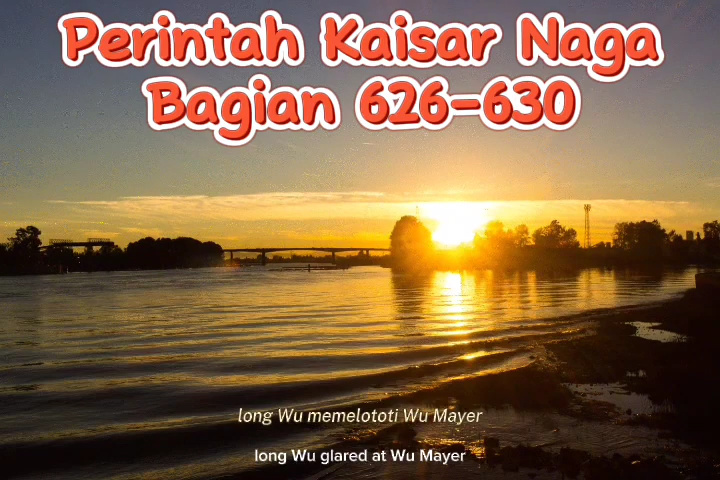 Perintah Kaisar Naga
Bagian 626-630
long Wu memelototi Wu Mayer
long Wu glared at Wu Mayer